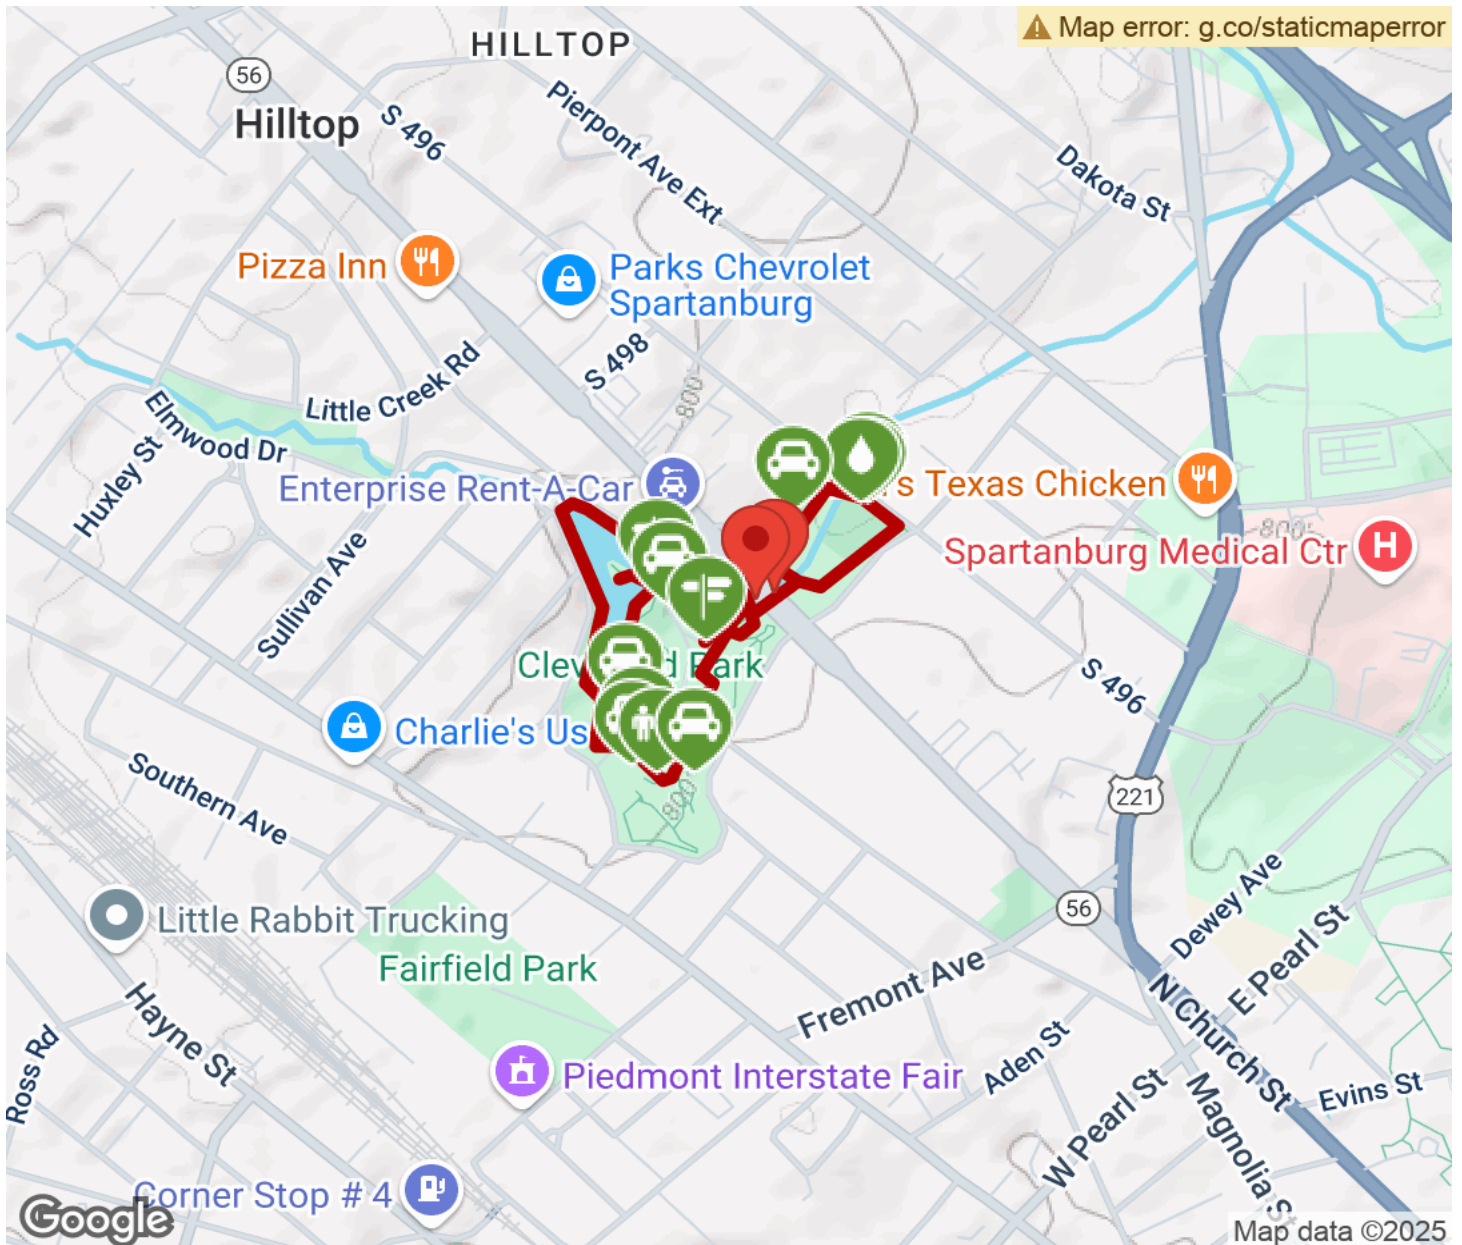 Map error: g.co/staticmaperror
HILLTOP
56
Hilltop
S 496
Pierpont Ave Ext
Dakota St
Pizza Inn
Parks Chevrolet
Spartanburg
S 498
Little Creek Rd
800
Elmwood Dr
Huxley St
Enterprise Rent-A-Car
Texas Chicken
800
Spartanburg Medical Ctr
H
Sullivan Ave
Park
S 496
Charlie's Us
Southern Ave
800
221
Little Rabbit Trucking
56
Dewey Ave
Fairfield Park
Fremont Ave
E Pearl St
N Church St
Hayne St
Ross Rd
Piedmont Interstate Fair
Aden St
Evins St
W Pearl St
Magnolia St
Corner Stop # 4
Google
Map data ©2025